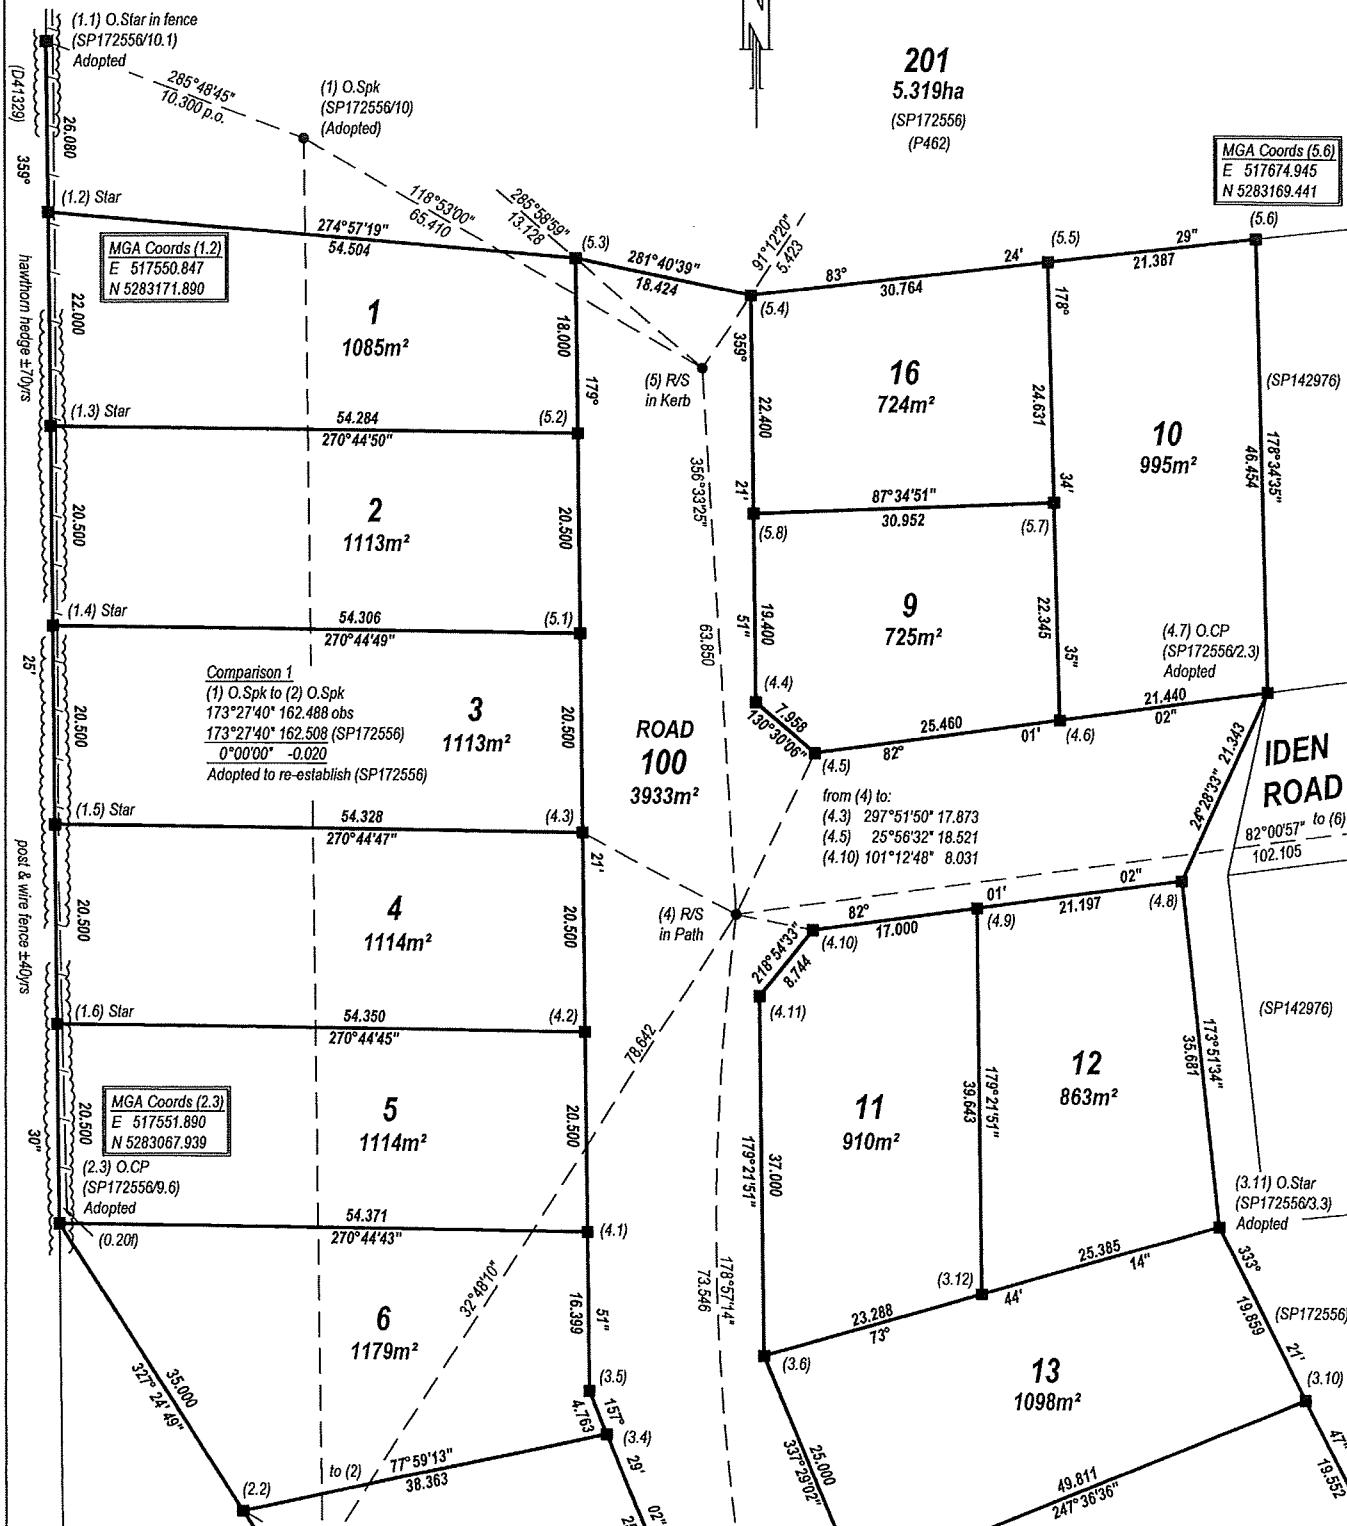 (1.1) O.Star in fence
(SP172556/10.1)
Adopted
(D41329)
26.080
359°
285°48'45"
10.300 p.o.
(1) O.Spk
(SP172556/10)
(Adopted)
N
201
5.319ha
(SP172556)
(P462)
MGA Coords (5.6)
E 517674.945
N 5283169.441
(5.6)
118°53'00"
65.410
285°58'59"
13.128
91°12'20"
5.423
(1.2) Star
274°57'19"
54.504
(5.3)
281°40'39"
18.424
(5.4)
83°
24'
30.764
(5.5)
29"
21.387
MGA Coords (1.2)
E 517550.847
N 5283171.890
hawthorn hedge ±70yrs
22.000
1
1085m²
18.000
179°
(5) R/S
in Kerb
359°
22.400
16
724m²
178°
24.631
(SP142976)
10
995m²
178°34'35"
46.454
(1.3) Star
54.284
270°44'50"
(5.2)
356°33'25"
63.850
21'
87°34'51"
30.952
34'
(5.7)
(5.8)
20.500
2
1113m²
20.500
(1.4) Star
54.306
270°44'49"
(5.1)
19.400
51"
9
725m²
22.345
35"
(4.7) O.CP
(SP172556/2.3)
Adopted
25'
Comparison 1
(1) O.Spk to (2) O.Spk
173°27'40" 162.488 obs
173°27'40" 162.508 (SP172556)
0°00'00" -0.020
Adopted to re-establish (SP172556)
20.500
3
1113m²
20.500
(4.4)
7.958
130°30'06"
(4.5)
25.460
82°
01'
(4.6)
21.440
02"
ROAD
100
3933m²
IDEN
ROAD
24°28'33"
21.343
from (4) to:
(4.3) 297°51'50" 17.873
(4.5) 25°56'32" 18.521
(4.10) 101°12'48" 8.031
82°00'57" to (6)
102.105
(1.5) Star
54.328
270°44'47"
(4.3)
21'
post & wire fence ±40yrs
20.500
4
1114m²
20.500
(4) R/S
in Path
82°
17.000
01'
(4.9)
02"
21.197
(4.8)
(4.10)
218°54'33"
8.744
(4.11)
(1.6) Star
54.350
270°44'45"
(4.2)
78.642
(SP142976)
173°51'34"
35.681
12
863m²
179°21'51"
39.643
11
910m²
37.000
179°21'51"
MGA Coords (2.3)
E 517551.890
N 5283067.939
20.500
30"
5
1114m²
20.500
(2.3) O.CP
(SP172556/9.6)
Adopted
(0.20f)
54.371
270°44'43"
(4.1)
(3.11) O.Star
(SP172556/3.3)
Adopted
178°57'14"
73.546
32°48'10"
25.385
14"
(3.12)
44'
333°
19.859
21'
(SP172556)
6
1179m²
16.399
51"
23.288
73°
(3.6)
13
1098m²
(3.10)
47"
19.552
35.000
327° 24'49"
(3.5)
4.763
157°
(3.4)
29'
02"
77°59'13"
38.363
to (2)
(2.2)
25.000
337°29'02"
49.811
247°36'36"